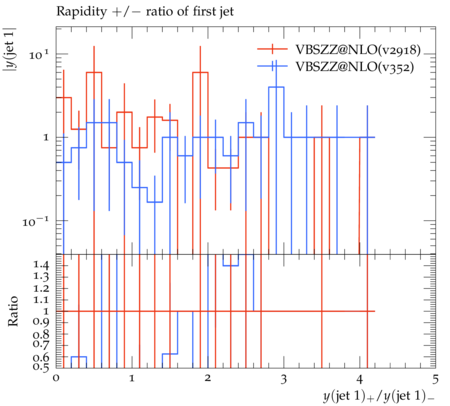 Rapidity +/− ratio of first jet
|y(jet 1)|
10¹
1
10⁻¹
VBSZZ@NLO(v2918)
VBSZZ@NLO(v352)
Ratio
1.4
1.3
1.2
1.1
1
0.9
0.8
0.7
0.6
0.5
0 1 2 3 4 5
y(jet 1)₊/y(jet 1)₋